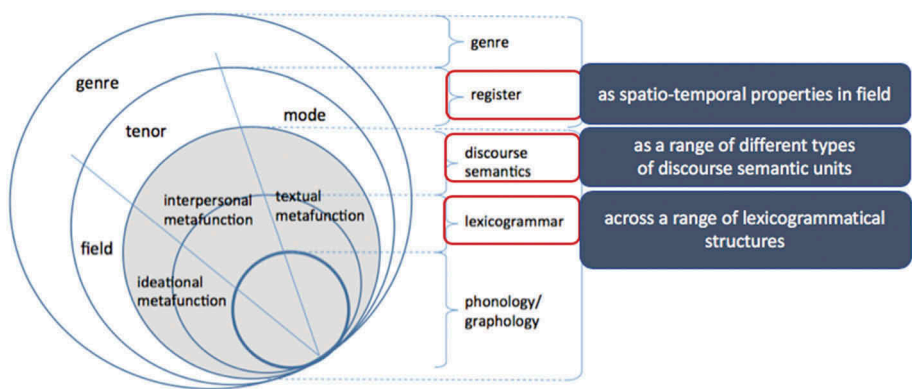 genre
tenor
mode
interpersonal
metafunction
textual
metafunction
field
ideational
metafunction
genre
register
as spatio-temporal properties in field
discourse
semantics
as a range of different types
of discourse semantic units
lexicogrammar
across a range of lexicogrammatical
structures
phonology/
graphology